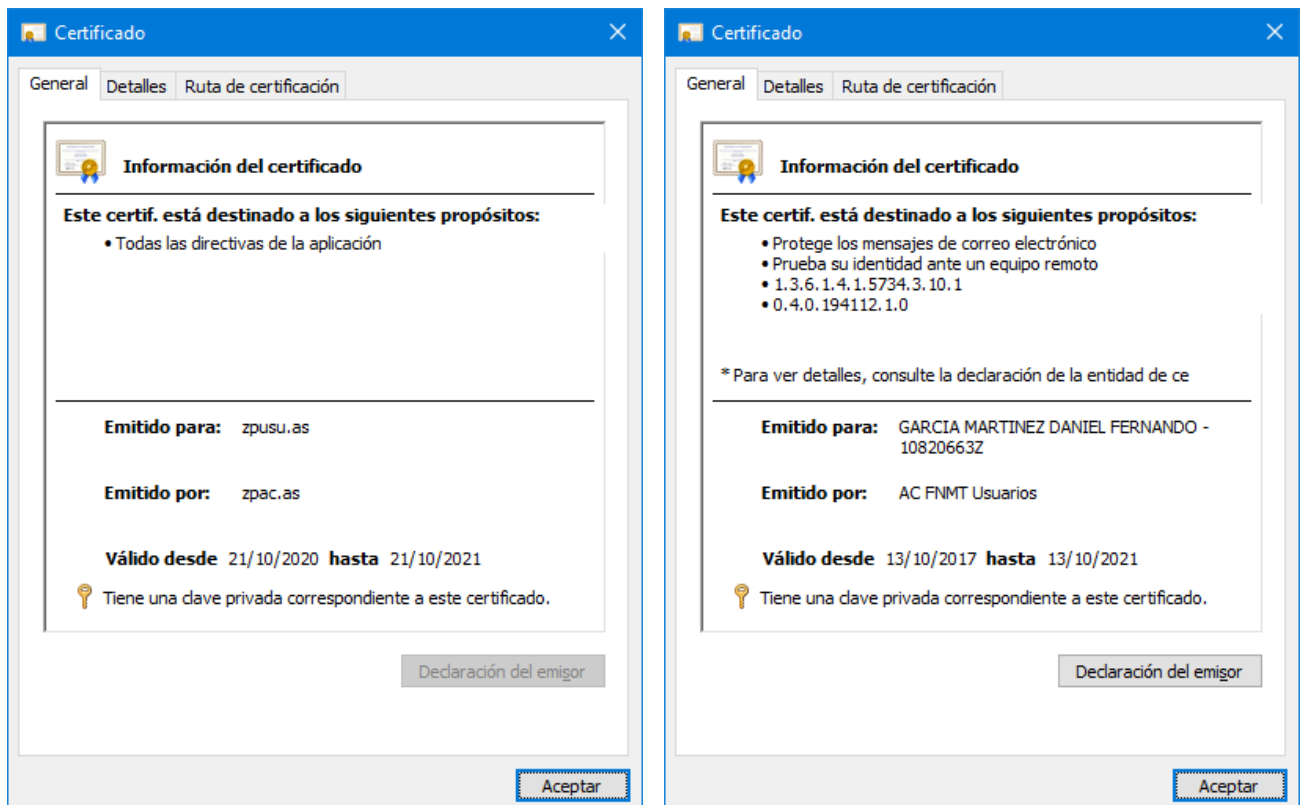 Certificado
General Detalles Ruta de certificación
Información del certificado
Este certif. está destinado a los siguientes propósitos:
• Todas las directivas de la aplicación
Emitido para: zpusu.as
Emitido por: zpac.as
Válido desde 21/10/2020 hasta 21/10/2021
Tiene una clave privada correspondiente a este certificado.
Declaración del emisor
Aceptar
Certificado
General Detalles Ruta de certificación
Información del certificado
Este certif. está destinado a los siguientes propósitos:
• Protege los mensajes de correo electrónico
• Prueba su identidad ante un equipo remoto
• 1.3.6.1.4.1.5734.3.10.1
• 0.4.0.194112.1.0
* Para ver detalles, consulte la declaración de la entidad de ce
Emitido para: GARCIA MARTINEZ DANIEL FERNANDO -
10820663Z
Emitido por: AC FNMT Usuarios
Válido desde 13/10/2017 hasta 13/10/2021
Tiene una clave privada correspondiente a este certificado.
Declaración del emisor
Aceptar